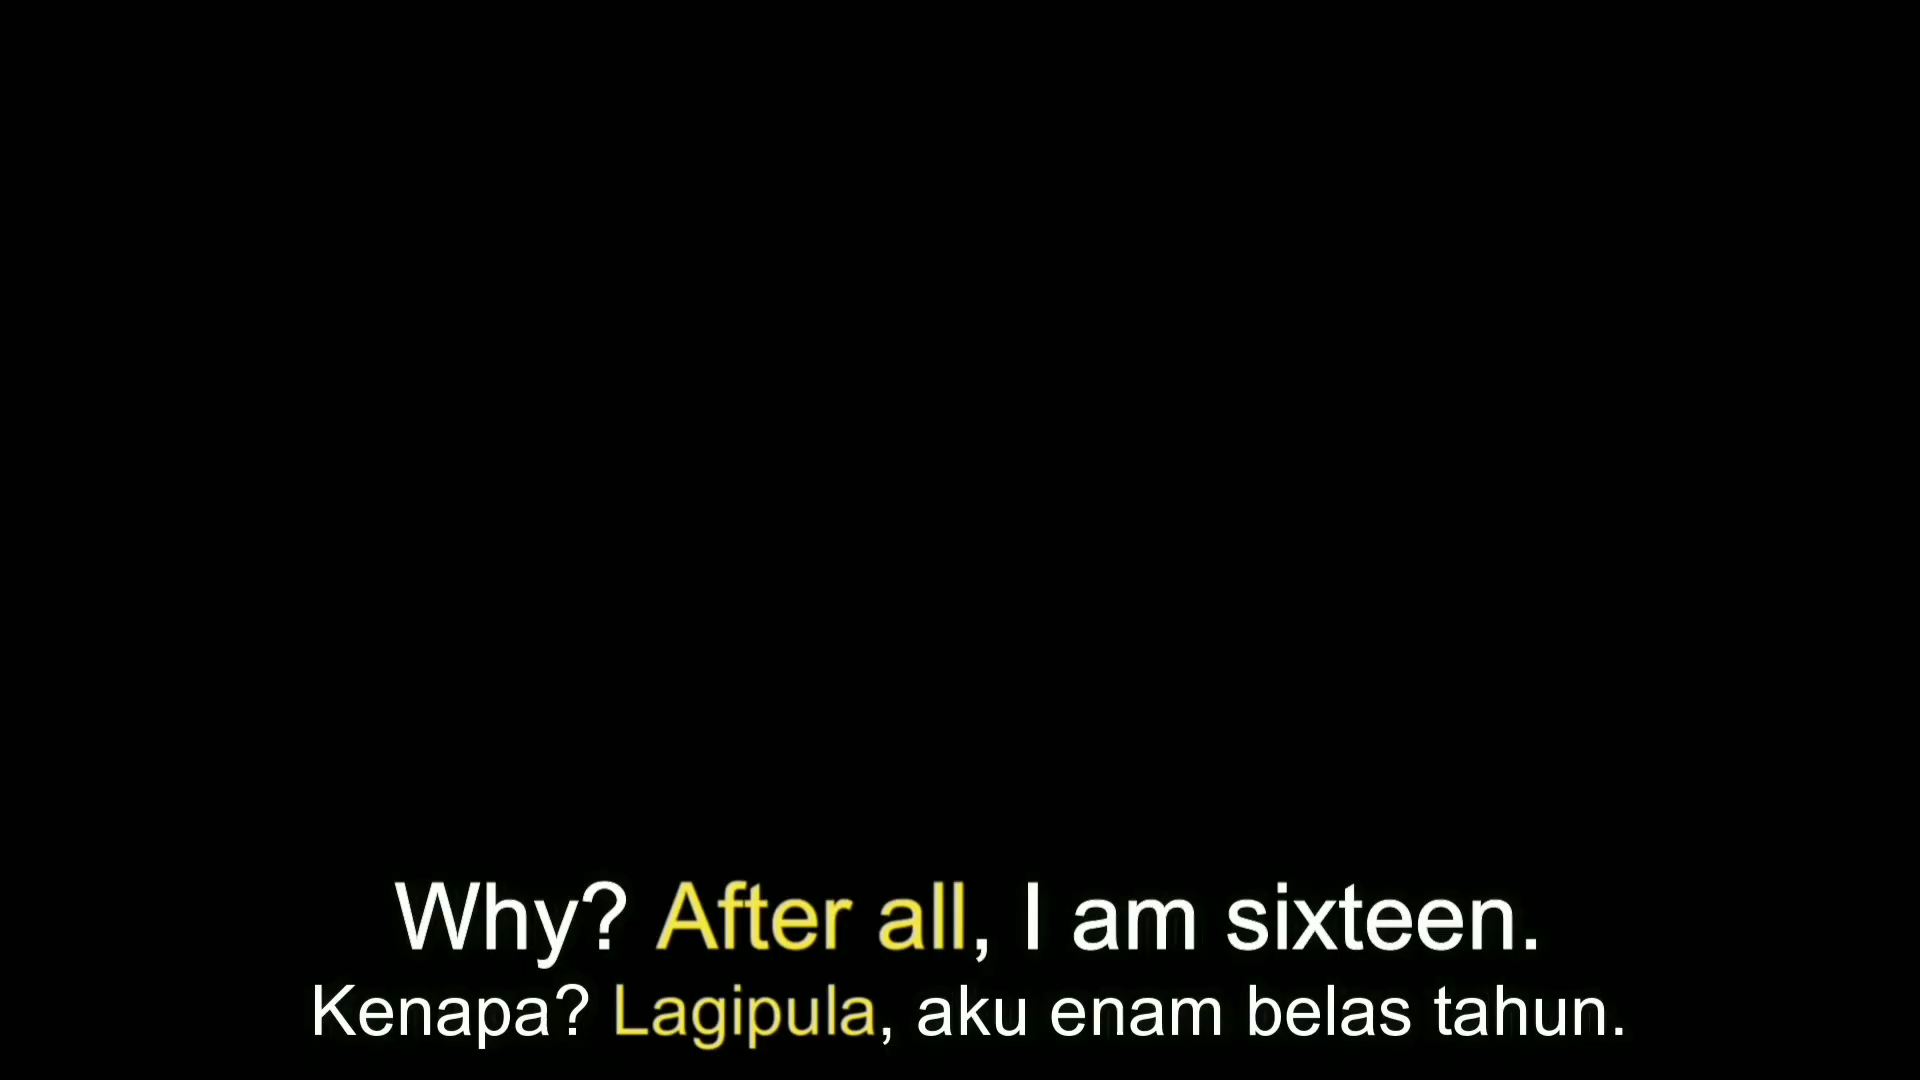 Why? After all, I am sixteen.
Kenapa? Lagipula, aku enam belas tahun.